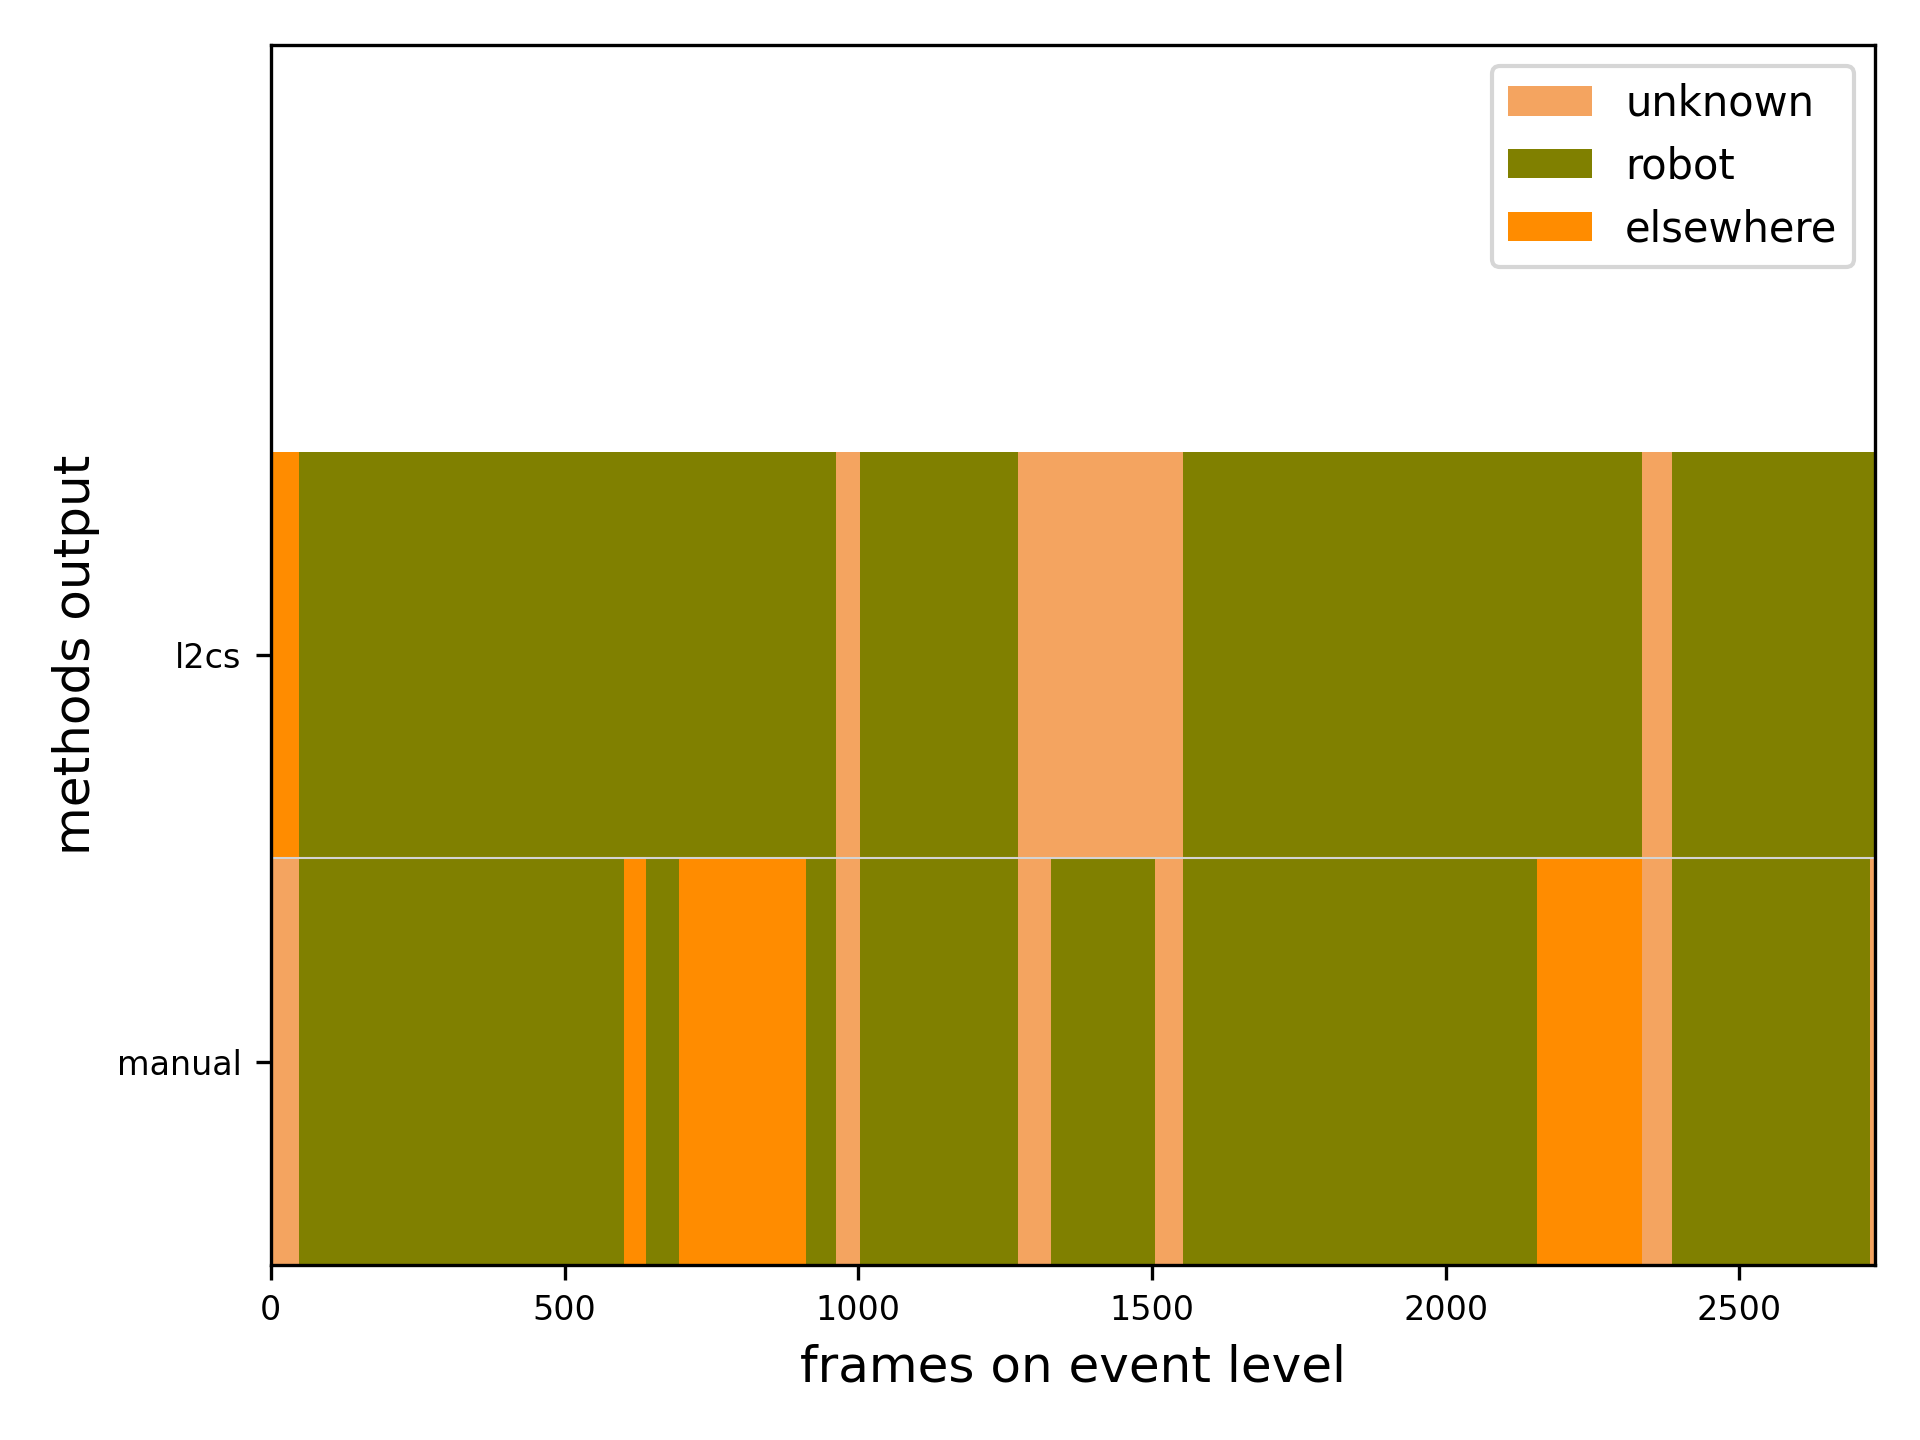 unknown
robot
elsewhere
methods output
l2cs
manual
0 500 1000 1500 2000 2500
frames on event level